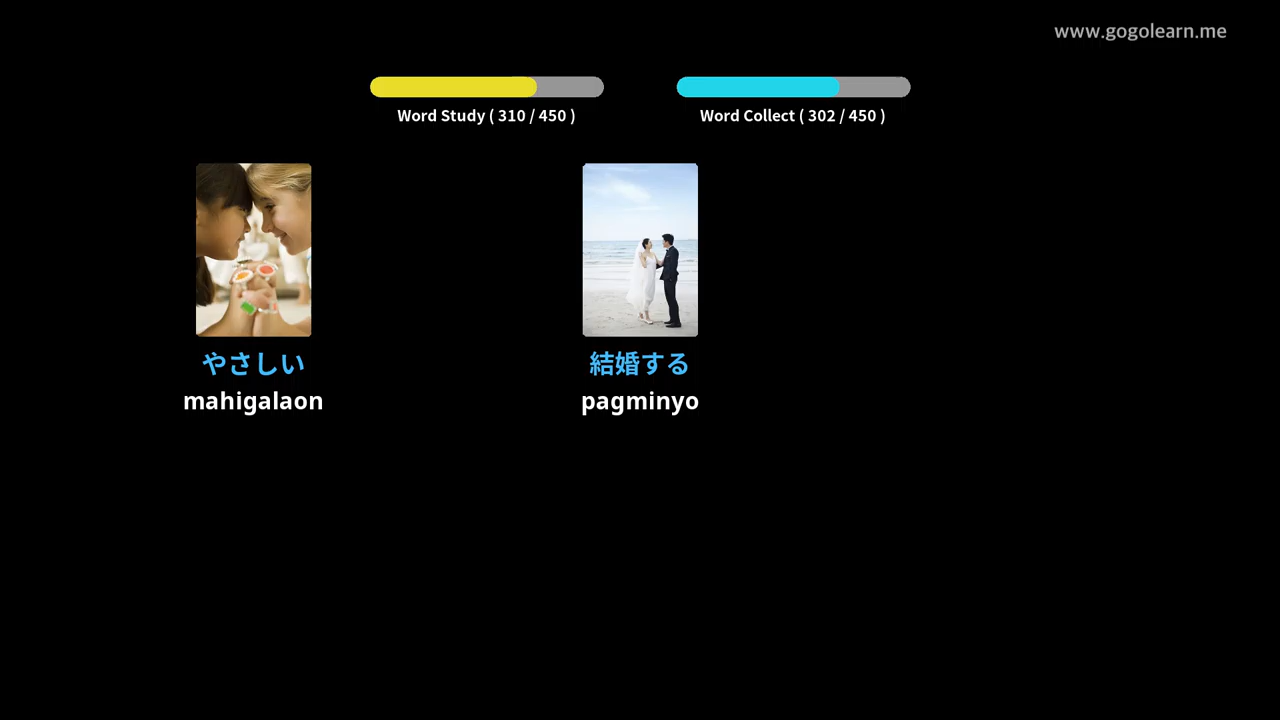 www.gogolearn.me
Word Study ( 310 / 450 )
Word Collect ( 302 / 450 )
やさしい
mahigalaon
結婚する
pagminyo